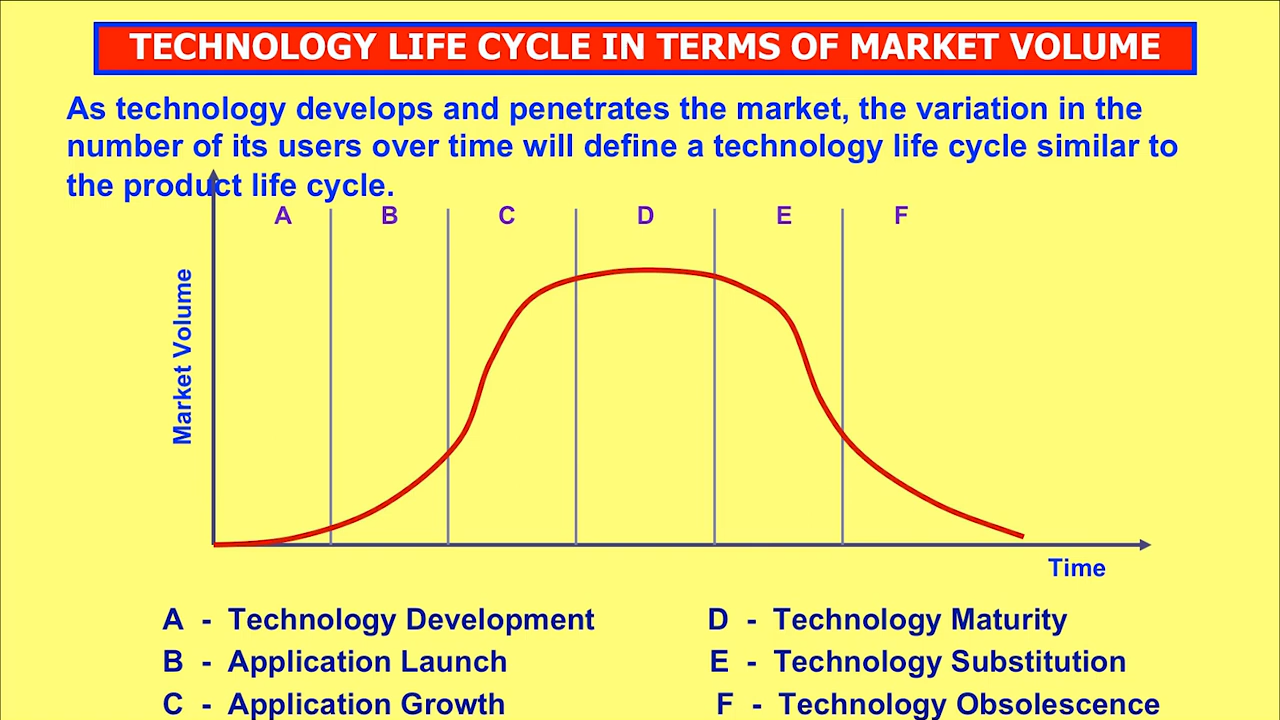 TECHNOLOGY LIFE CYCLE IN TERMS OF MARKET VOLUME
As technology develops and penetrates the market, the variation in the
number of its users over time will define a technology life cycle similar to
the product life cycle.
A B C D E F
Market Volume
Time
A - Technology Development
B - Application Launch
C - Application Growth
D - Technology Maturity
E - Technology Substitution
F - Technology Obsolescence